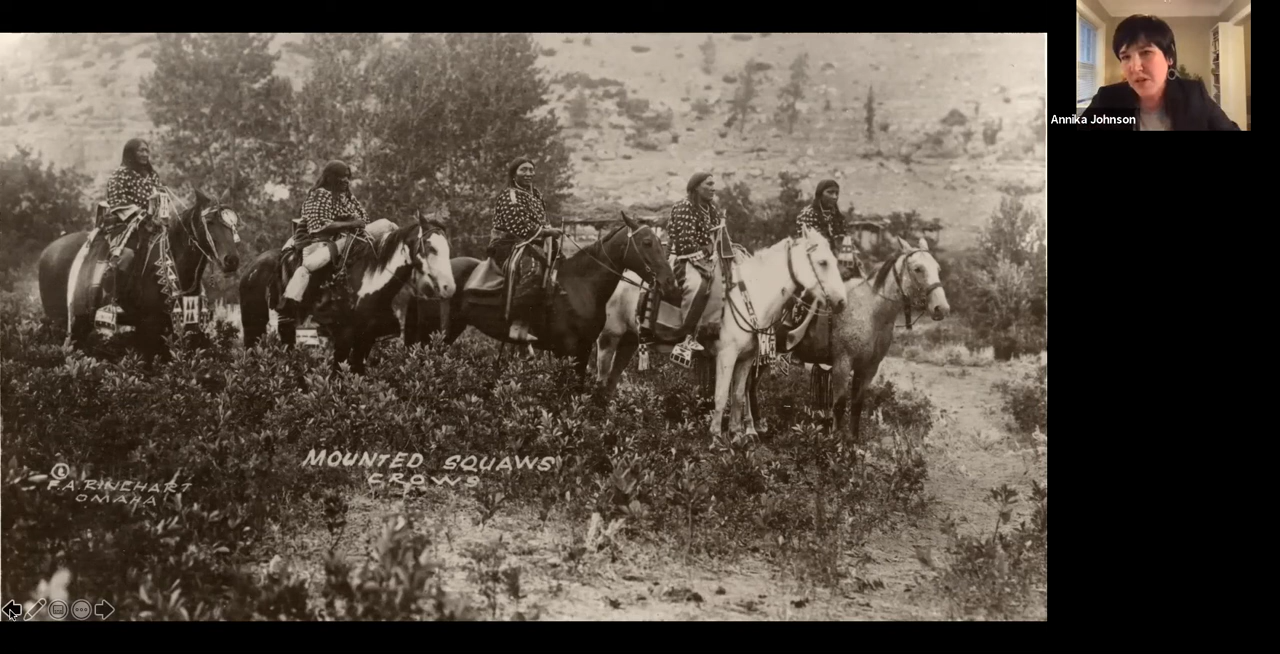 MOUNTED SQUAWS
CROWS
© F.A. RINEHART
OMAHA
Annika Johnson